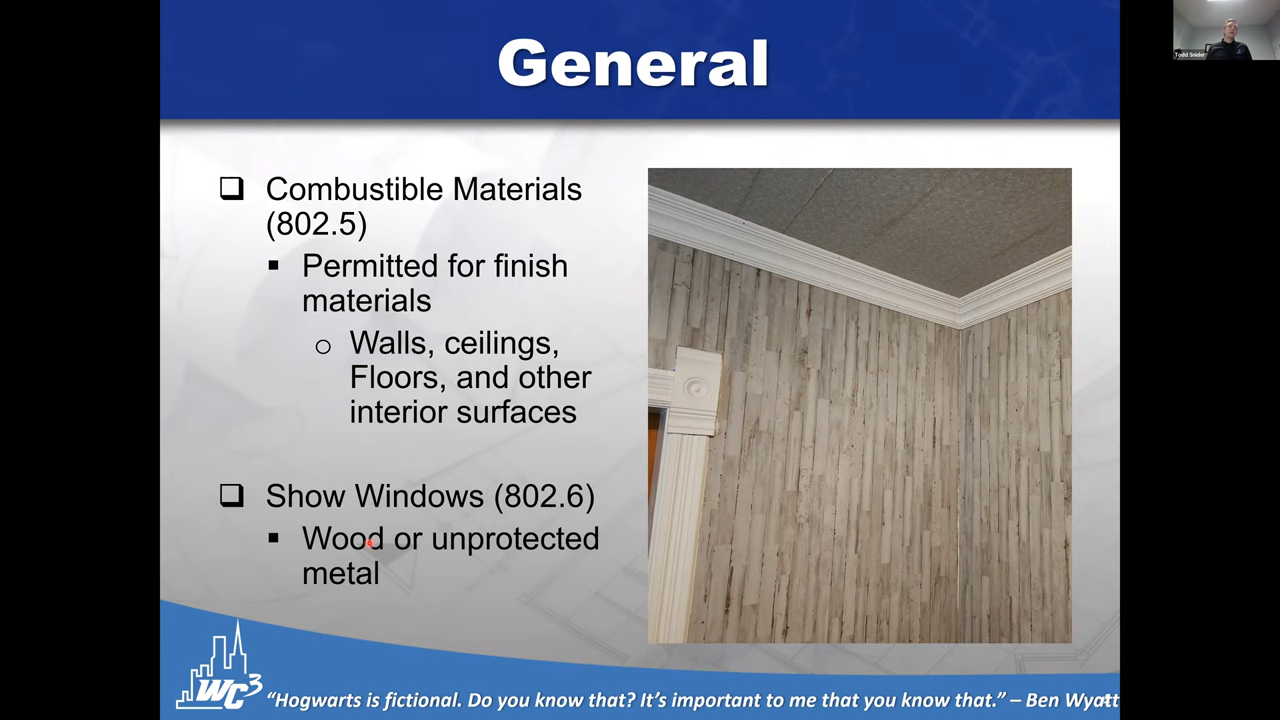 General
Todd Snider
Combustible Materials
(802.5)
Permitted for finish
materials
Walls, ceilings,
Floors, and other
interior surfaces
Show Windows (802.6)
Wood or unprotected
metal
WC3
“Hogwarts is fictional. Do you know that? It’s important to me that you know that.” – Ben Wyatt